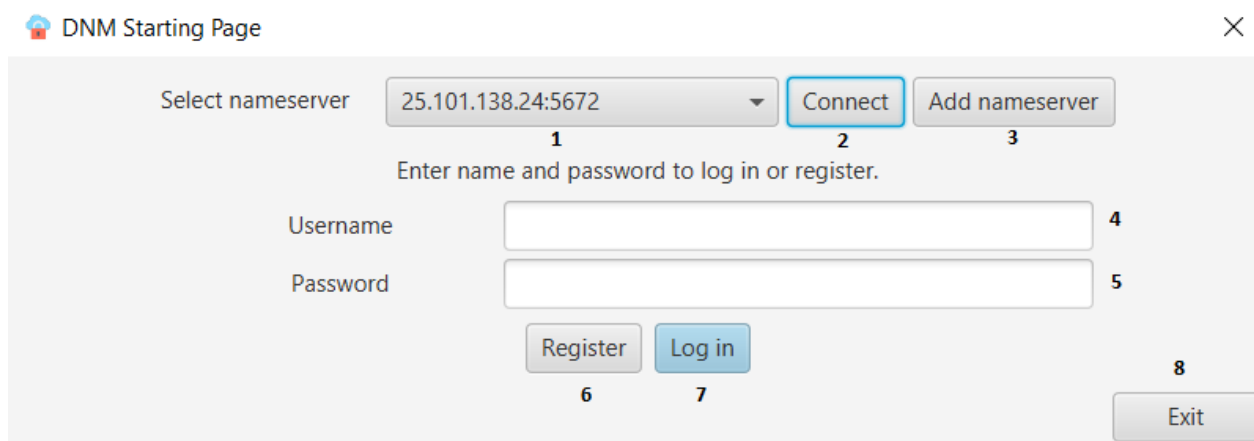 DNM Starting Page
Select nameserver 25.101.138.24:5672 Connect Add nameserver
1 2 3
Enter name and password to log in or register.
Username 4
Password 5
Register Log in
6 7 8
Exit